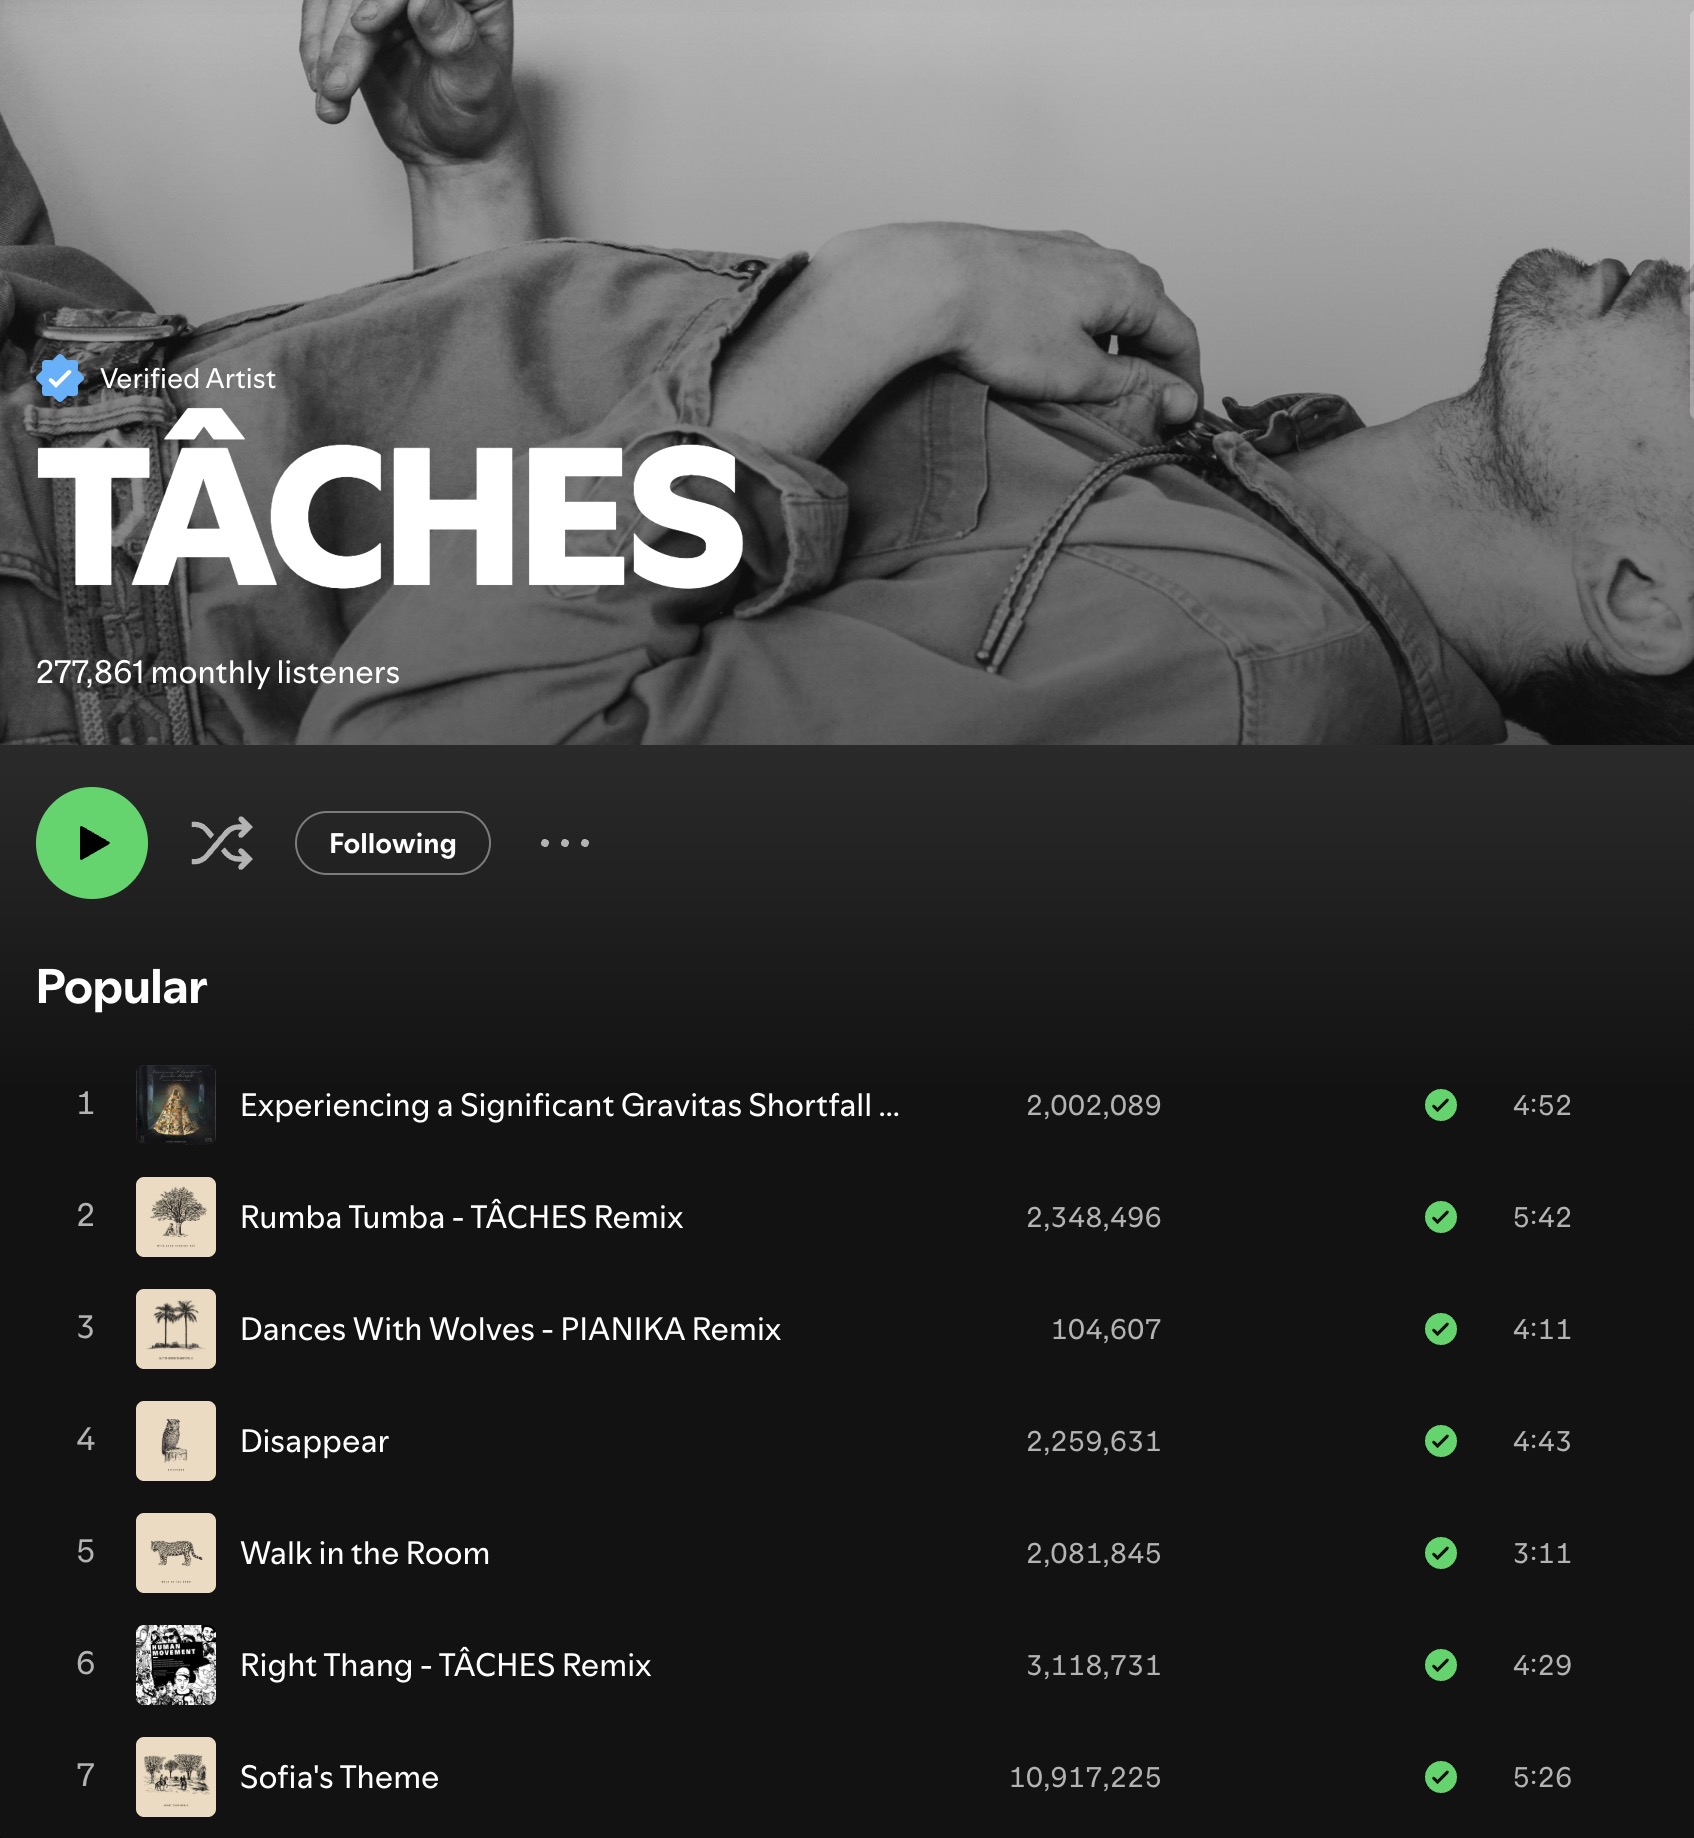 Verified Artist
TÂCHES
277,861 monthly listeners
Following
Popular
1 Experiencing a Significant Gravitas Shortfall ... 2,002,089 4:52
2 Rumba Tumba - TÂCHES Remix 2,348,496 5:42
3 Dances With Wolves - PIANIKA Remix 104,607 4:11
4 Disappear 2,259,631 4:43
5 Walk in the Room 2,081,845 3:11
HUMAN
MOVEMENT
6 Right Thang - TÂCHES Remix 3,118,731 4:29
7 Sofia's Theme 10,917,225 5:26